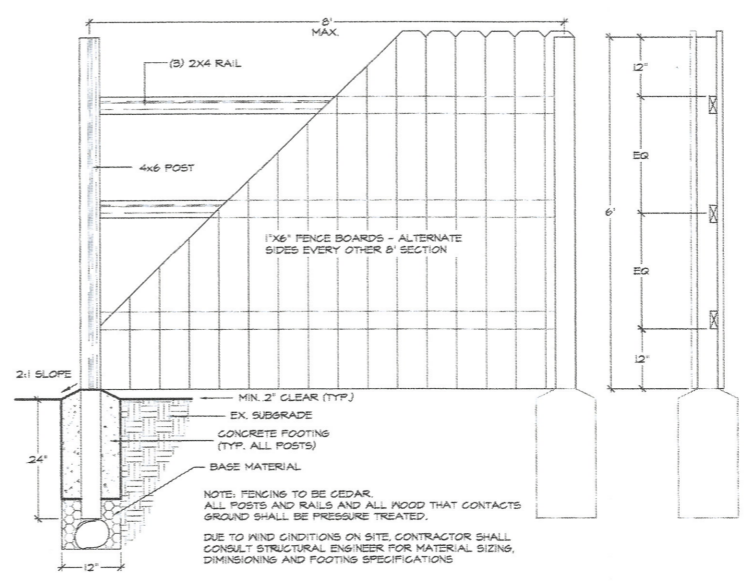 8'
MAX.
(3) 2X4 RAIL
12"
4x6 POST
EQ
6'
1"X6" FENCE BOARDS - ALTERNATE
SIDES EVERY OTHER 8' SECTION
EQ
2:1 SLOPE
12"
MIN. 2" CLEAR (TYP.)
EX. SUBGRADE
24"
CONCRETE FOOTING
(TYP. ALL POSTS)
BASE MATERIAL
NOTE: FENCING TO BE CEDAR.
ALL POSTS AND RAILS AND ALL WOOD THAT CONTACTS
GROUND SHALL BE PRESSURE TREATED.
DUE TO WIND CINDITIONS ON SITE, CONTRACTOR SHALL
CONSULT STRUCTURAL ENGINEER FOR MATERIAL SIZING,
DIMINSIONING AND FOOTING SPECIFICATIONS
12"